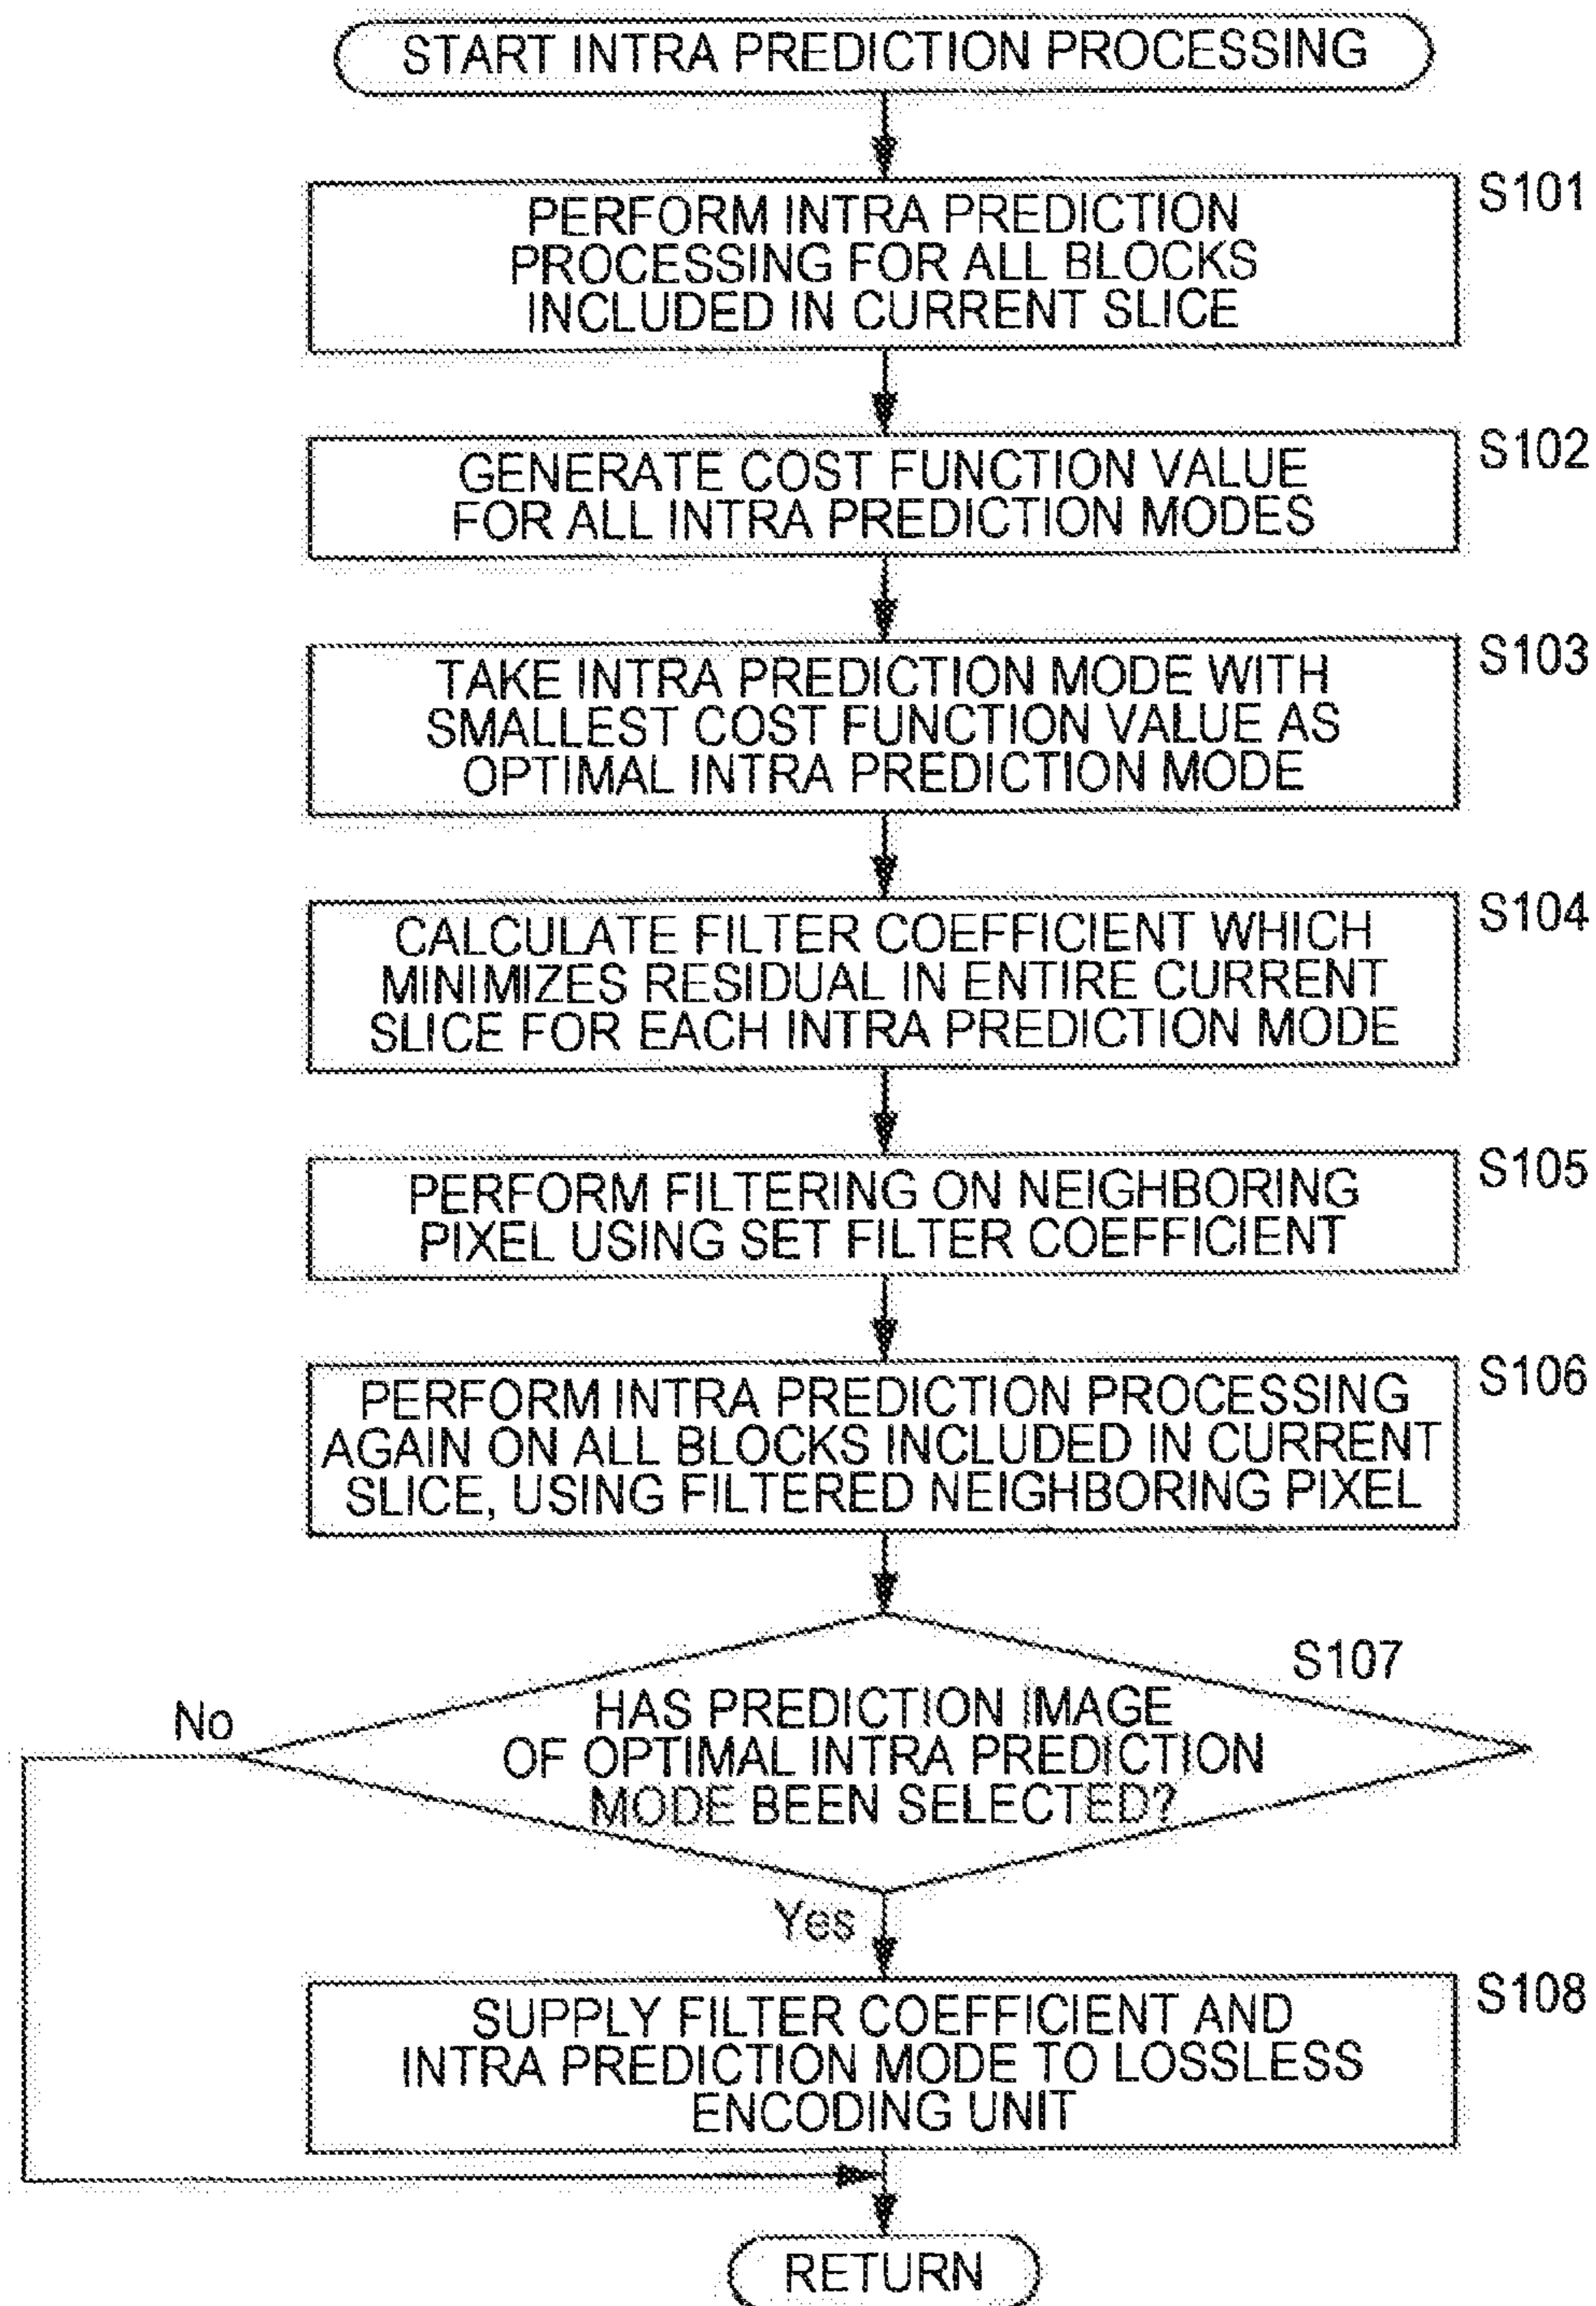 START INTRA PREDICTION PROCESSING
S101
PERFORM INTRA PREDICTION
PROCESSING FOR ALL BLOCKS
INCLUDED IN CURRENT SLICE
S102
GENERATE COST FUNCTION VALUE
FOR ALL INTRA PREDICTION MODES
S103
TAKE INTRA PREDICTION MODE WITH
SMALLEST COST FUNCTION VALUE AS
OPTIMAL INTRA PREDICTION MODE
S104
CALCULATE FILTER COEFFICIENT WHICH
MINIMIZES RESIDUAL IN ENTIRE CURRENT
SLICE FOR EACH INTRA PREDICTION MODE
S105
PERFORM FILTERING ON NEIGHBORING
PIXEL USING SET FILTER COEFFICIENT
S106
PERFORM INTRA PREDICTION PROCESSING
AGAIN ON ALL BLOCKS INCLUDED IN CURRENT
SLICE, USING FILTERED NEIGHBORING PIXEL
S107
No
HAS PREDICTION IMAGE
OF OPTIMAL INTRA PREDICTION
MODE BEEN SELECTED?
Yes
S108
SUPPLY FILTER COEFFICIENT AND
INTRA PREDICTION MODE TO LOSSLESS
ENCODING UNIT
RETURN